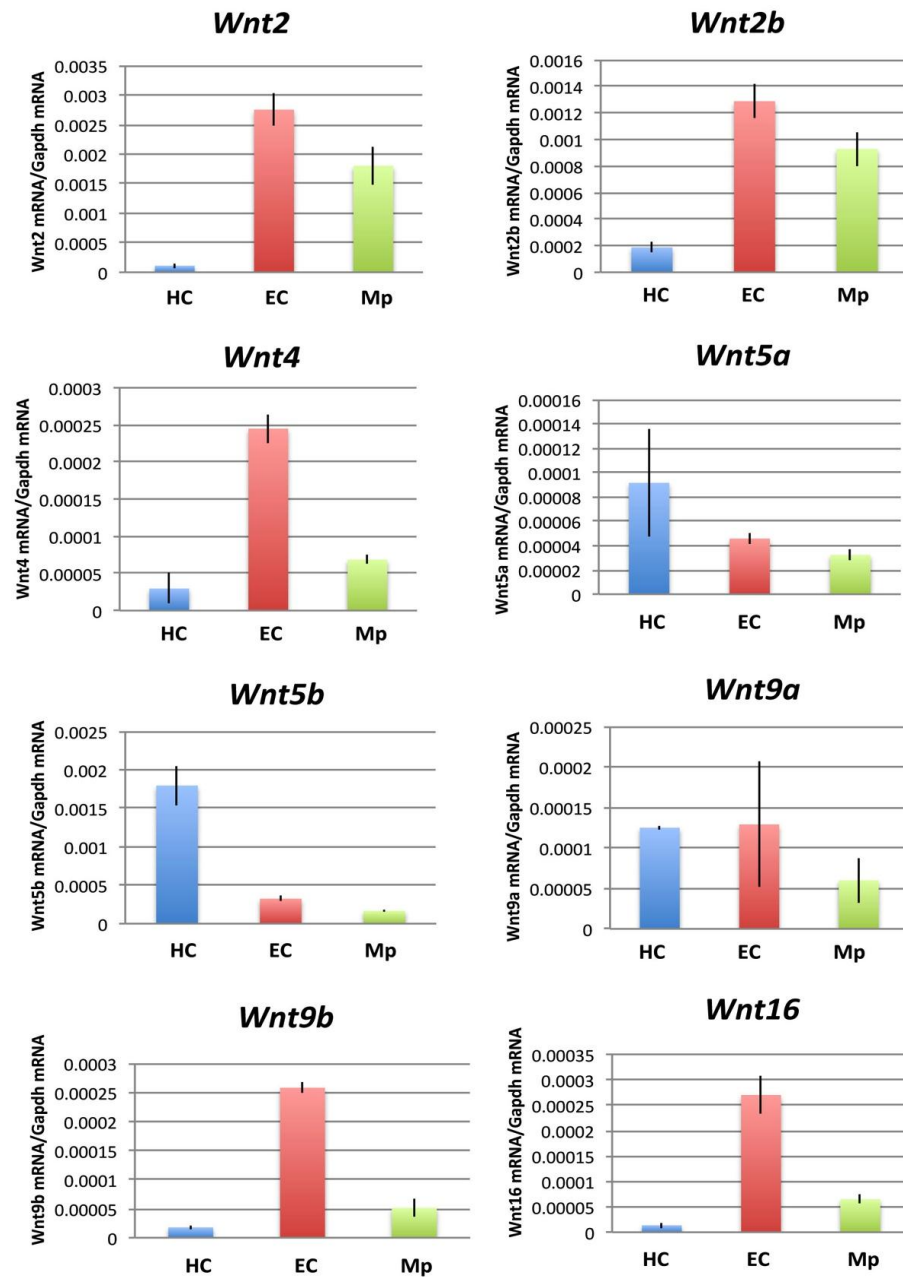 Wnt2
Wnt2 mRNA/Gapdh mRNA
0.0035
0.003
0.0025
0.002
0.0015
0.001
0.0005
0
HC EC Mp
Wnt2b
Wnt2b mRNA/Gapdh mRNA
0.0016
0.0014
0.0012
0.001
0.0008
0.0006
0.0004
0.0002
0
HC EC Mp
Wnt4
Wnt4 mRNA/Gapdh mRNA
0.0003
0.00025
0.0002
0.00015
0.0001
0.00005
0
HC EC Mp
Wnt5a
Wnt5a mRNA/Gapdh mRNA
0.00016
0.00014
0.00012
0.0001
0.00008
0.00006
0.00004
0.00002
0
HC EC Mp
Wnt5b
Wnt5b mRNA/Gapdh mRNA
0.0025
0.002
0.0015
0.001
0.0005
0
HC EC Mp
Wnt9a
Wnt9a mRNA/Gapdh mRNA
0.00025
0.0002
0.00015
0.0001
0.00005
0
HC EC Mp
Wnt9b
Wnt9b mRNA/Gapdh mRNA
0.0003
0.00025
0.0002
0.00015
0.0001
0.00005
0
HC EC Mp
Wnt16
Wnt16 mRNA/Gapdh mRNA
0.00035
0.0003
0.00025
0.0002
0.00015
0.0001
0.00005
0
HC EC Mp